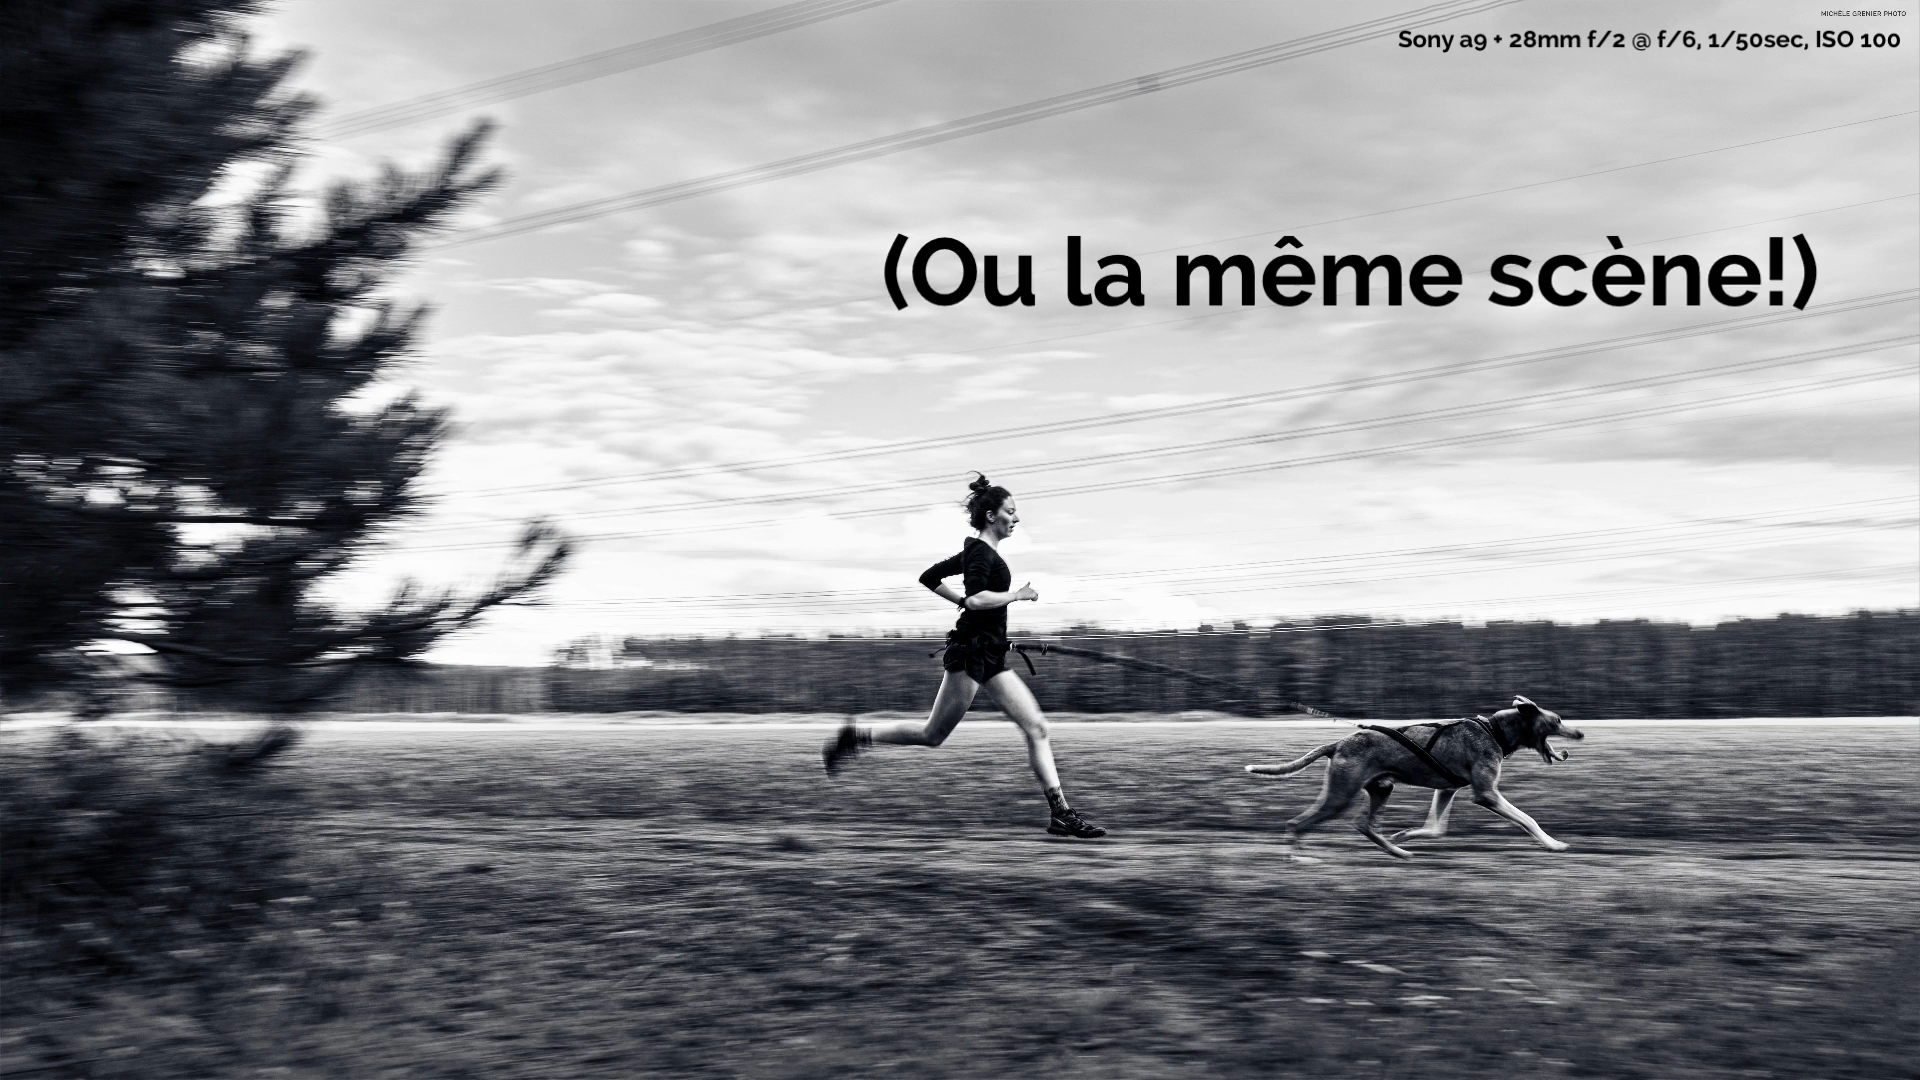 MICHÈLE GRENIER PHOTO
Sony a9 + 28mm f/2 @ f/6, 1/50sec, ISO 100
(Ou la même scène!)